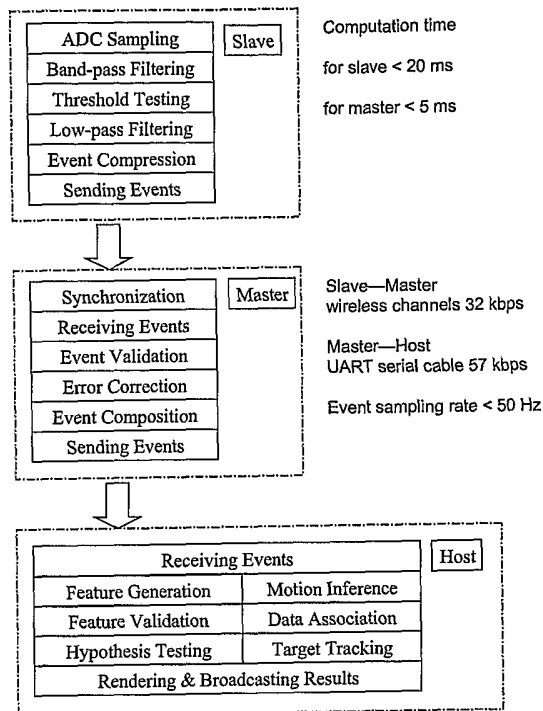 ADC Sampling
Slave
Band-pass Filtering
Threshold Testing
Low-pass Filtering
Event Compression
Sending Events
Computation time
for slave < 20 ms
for master < 5 ms
Synchronization
Master
Receiving Events
Event Validation
Error Correction
Event Composition
Sending Events
Slave—Master
wireless channels 32 kbps
Master—Host
UART serial cable 57 kbps
Event sampling rate < 50 Hz
Receiving Events
Host
Feature Generation
Motion Inference
Feature Validation
Data Association
Hypothesis Testing
Target Tracking
Rendering & Broadcasting Results